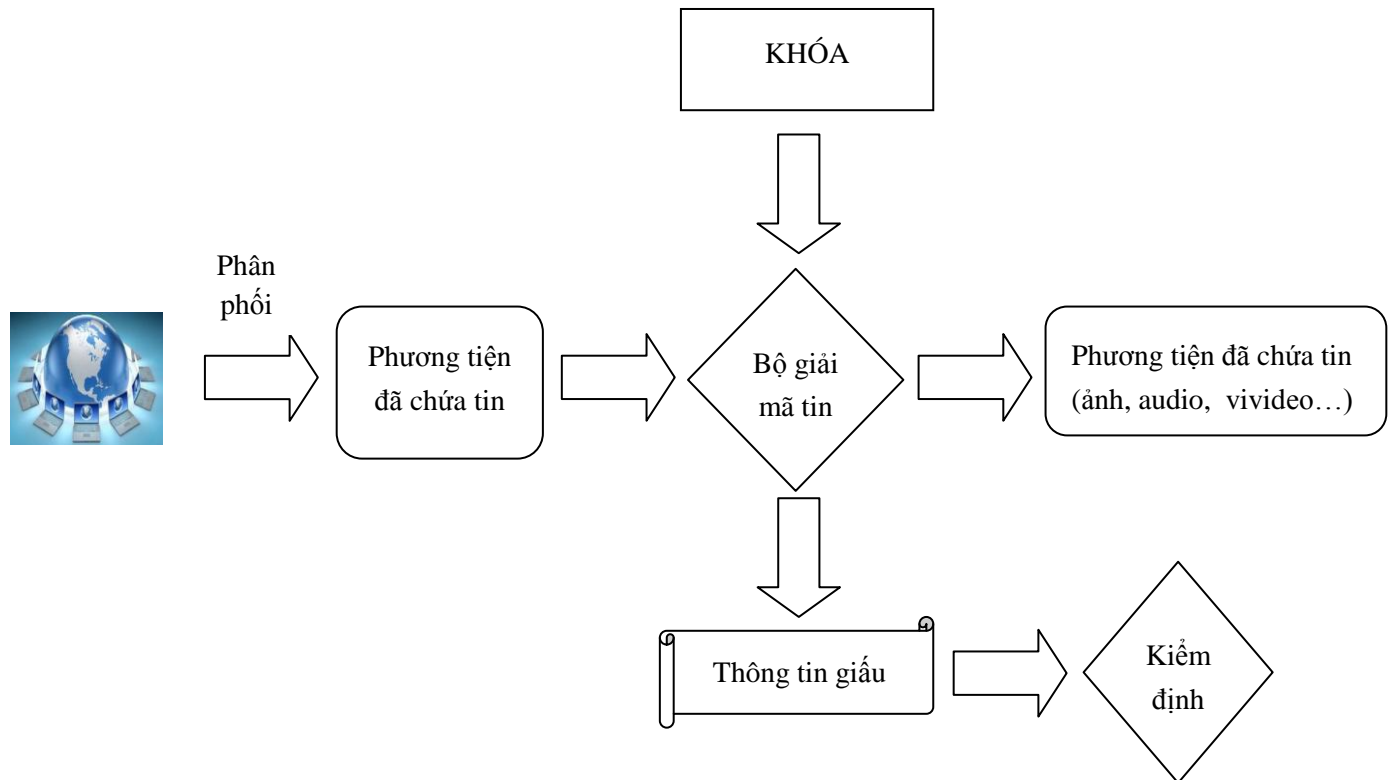 KHÓA
Phân
phối
Phương tiện
đã chứa tin
Bộ giải
mã tin
Phương tiện đã chứa tin
(ảnh, audio, vivideo…)
Thông tin giấu
Kiểm
định